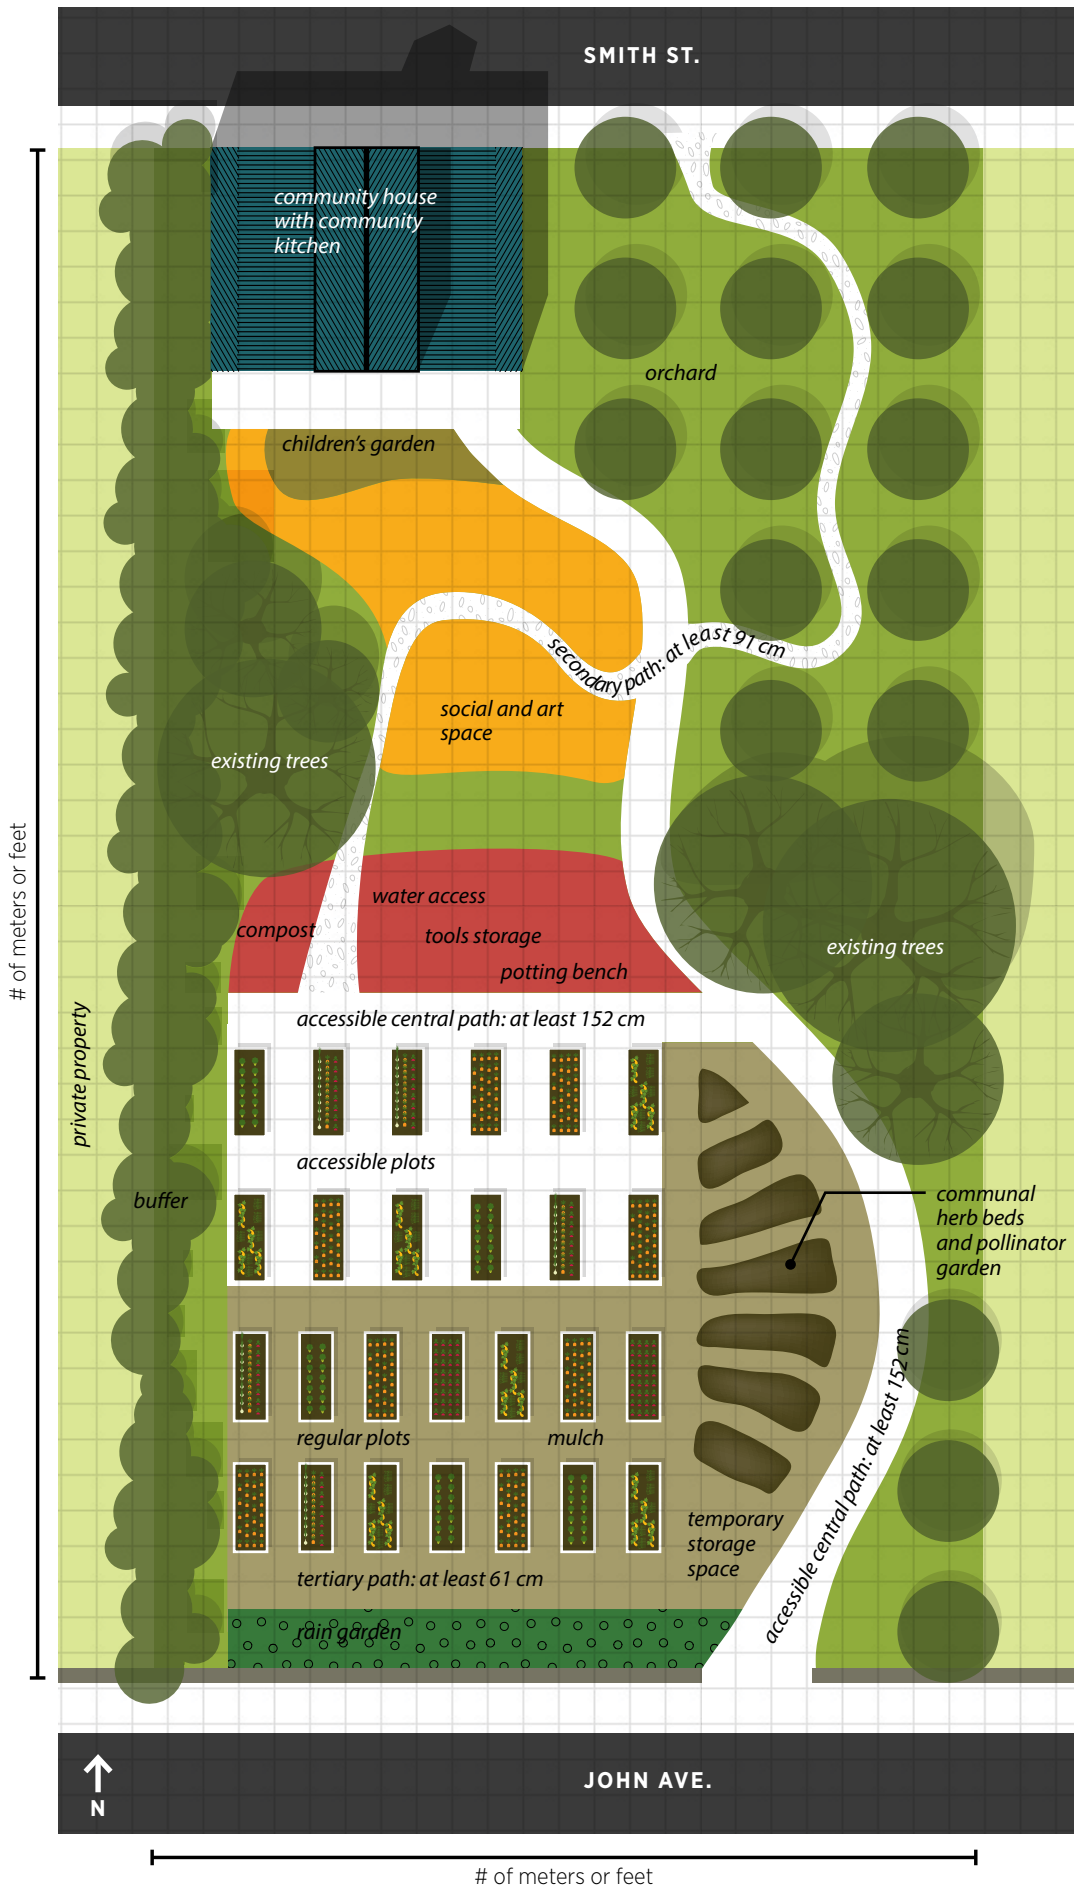 SMITH ST.
community house
with community
kitchen
orchard
children's garden
secondary path: at least 91 cm
social and art
space
existing trees
water access
compost
tools storage
existing trees
potting bench
# of meters or feet
accessible central path: at least 152 cm
private property
accessible plots
buffer
communal
herb beds
and pollinator
garden
accessible central path: at least 152 cm
regular plots
mulch
temporary
storage
space
tertiary path: at least 61 cm
rain garden
JOHN AVE.
N
# of meters or feet